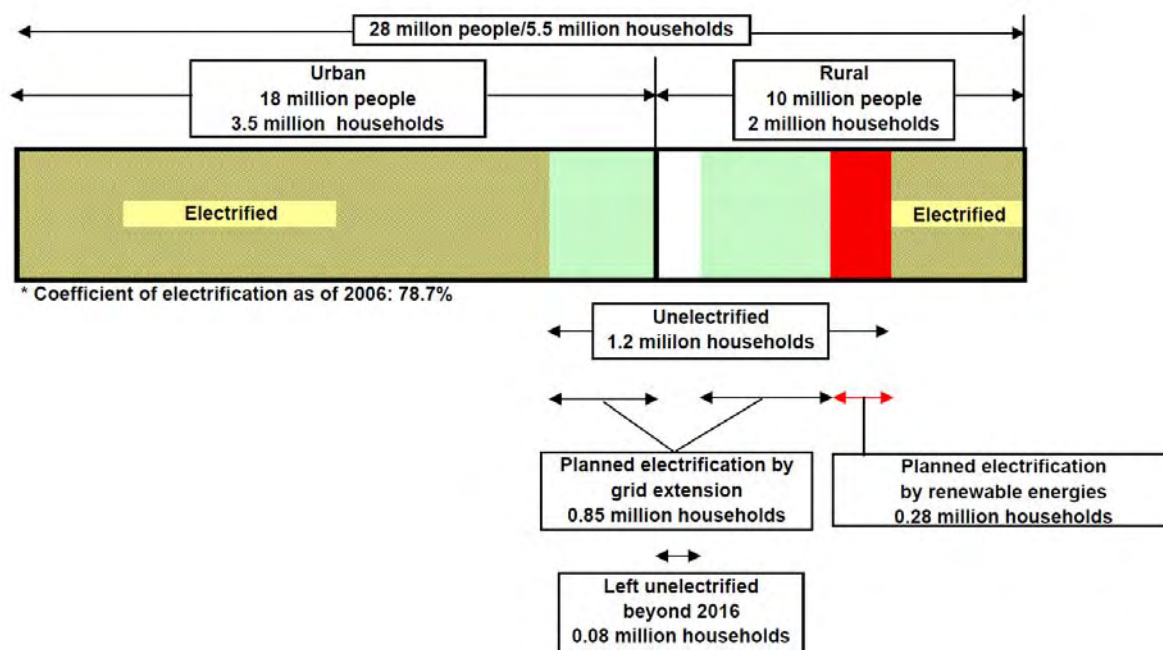 28 millon people/5.5 million households
Urban
18 million people
3.5 million households
Rural
10 million people
2 million households
Electrified
Electrified
* Coefficient of electrification as of 2006: 78.7%
Unelectrified
1.2 mililon households
Planned electrification by
grid extension
0.85 million households
Planned electrification
by renewable energies
0.28 million households
Left unelectrified
beyond 2016
0.08 million households